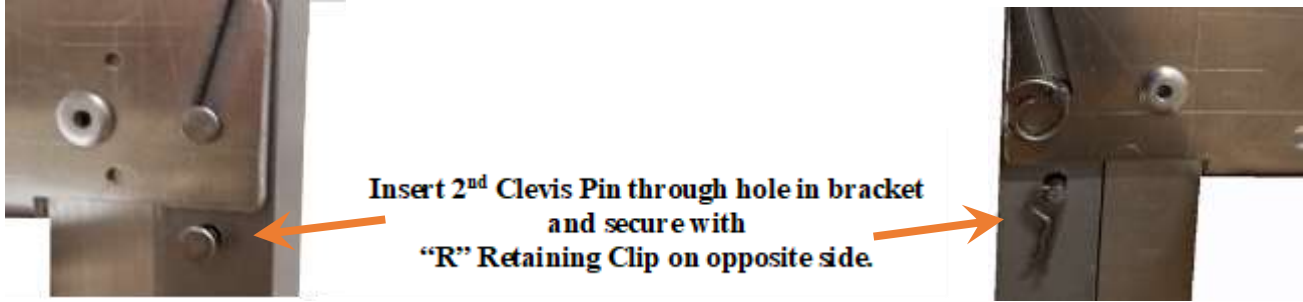 Insert 2nd Clevis Pin through hole in bracket
and secure with
“R” Retaining Clip on opposite side.